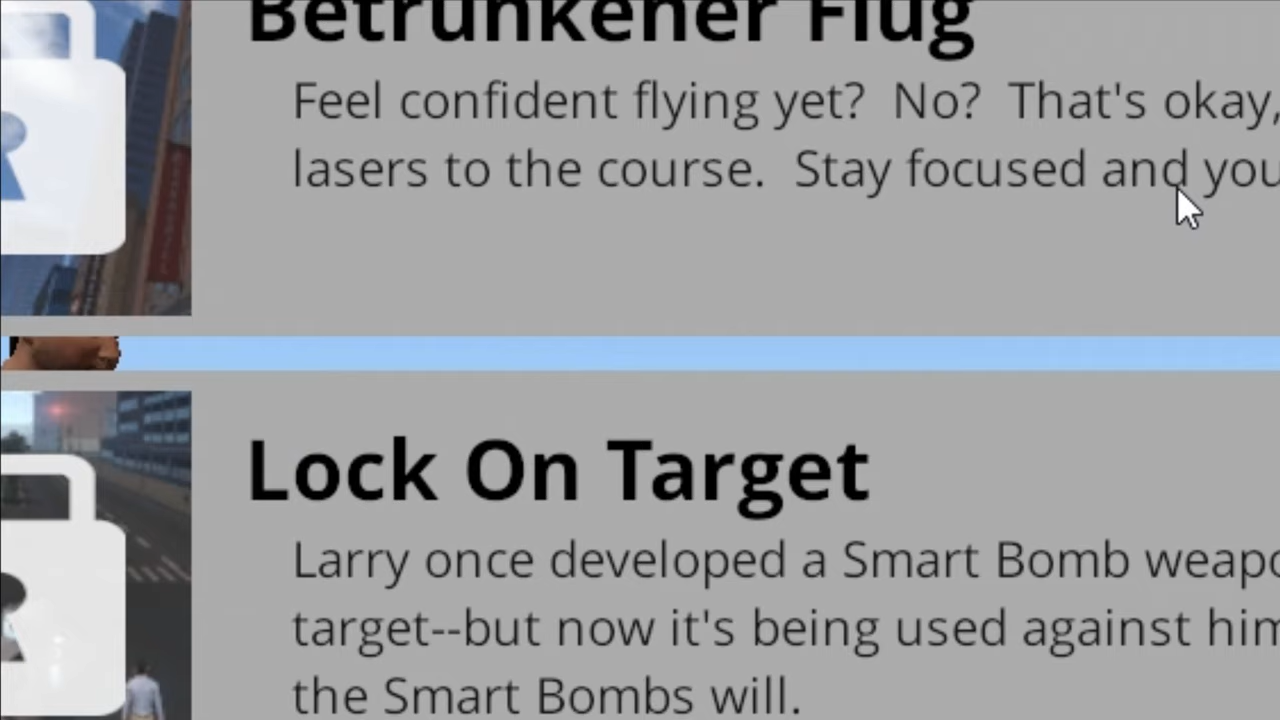 Betrunkener Flug
Feel confident flying yet?  No?  That's okay,
lasers to the course.  Stay focused and you
Lock On Target
Larry once developed a Smart Bomb weapo
target--but now it's being used against him
the Smart Bombs will.